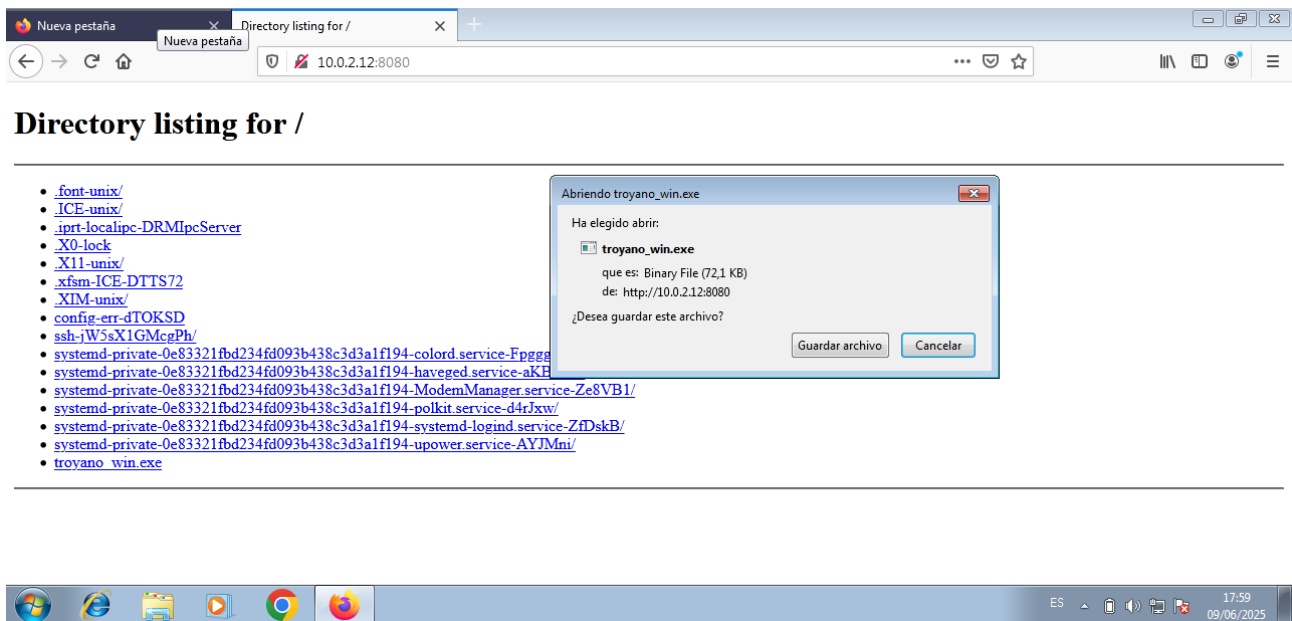 Nueva pestaña
Directory listing for /
Nueva pestaña
10.0.2.12:8080
Directory listing for /
.font-unix/
.ICE-unix/
.iprt-localipc-DRMIpcServer
.X0-lock
.X11-unix/
.xfsm-ICE-DTTS72
.XIM-unix/
config-err-dTOKSD
ssh-jW5sX1GMcgPh/
systemd-private-0e83321fbd234fd093b438c3d3a1f194-colord.service-Fpggg
systemd-private-0e83321fbd234fd093b438c3d3a1f194-haveged.service-aKB
systemd-private-0e83321fbd234fd093b438c3d3a1f194-ModemManager.service-Ze8VB1/
systemd-private-0e83321fbd234fd093b438c3d3a1f194-polkit.service-d4rJxw/
systemd-private-0e83321fbd234fd093b438c3d3a1f194-systemd-logind.service-ZfDskB/
systemd-private-0e83321fbd234fd093b438c3d3a1f194-upower.service-AYJMni/
troyano_win.exe
Abriendo troyano_win.exe
Ha elegido abrir:
troyano_win.exe
que es: Binary File (72,1 KB)
de: http://10.0.2.12:8080
¿Desea guardar este archivo?
Guardar archivo
Cancelar
ES
17:59
09/06/2025